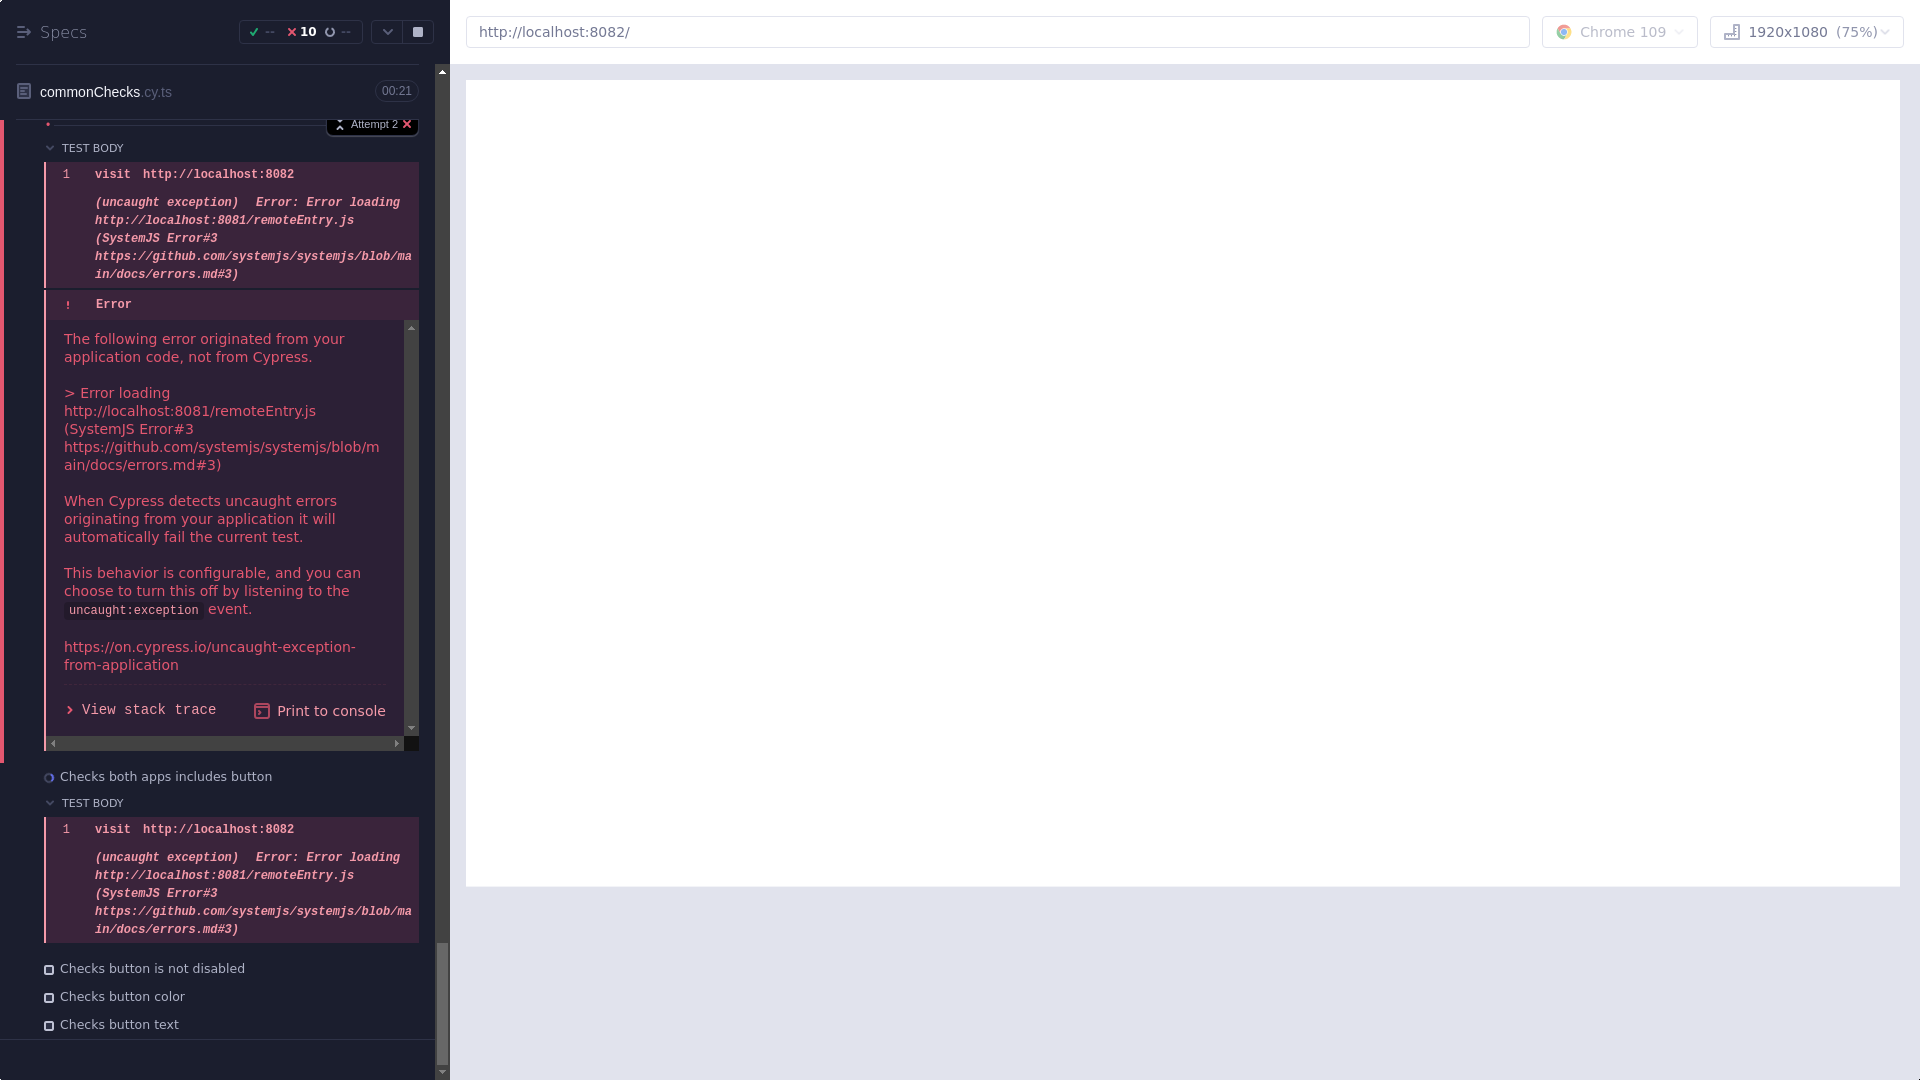 Specs
-- 10 --
commonChecks.cy.ts
00:21
Attempt 2
TEST BODY
1 visit http://localhost:8082
(uncaught exception) Error: Error loading
http://localhost:8081/remoteEntry.js
(SystemJS Error#3
https://github.com/systemjs/systemjs/blob/ma
in/docs/errors.md#3)
! Error
The following error originated from your
application code, not from Cypress.
> Error loading
http://localhost:8081/remoteEntry.js
(SystemJS Error#3
https://github.com/systemjs/systemjs/blob/m
ain/docs/errors.md#3)
When Cypress detects uncaught errors
originating from your application it will
automatically fail the current test.
This behavior is configurable, and you can
choose to turn this off by listening to the
uncaught:exception event.
https://on.cypress.io/uncaught-exception-
from-application
View stack trace
Print to console
Checks both apps includes button
TEST BODY
1 visit http://localhost:8082
(uncaught exception) Error: Error loading
http://localhost:8081/remoteEntry.js
(SystemJS Error#3
https://github.com/systemjs/systemjs/blob/ma
in/docs/errors.md#3)
Checks button is not disabled
Checks button color
Checks button text
http://localhost:8082/
Chrome 109
1920x1080 (75%)